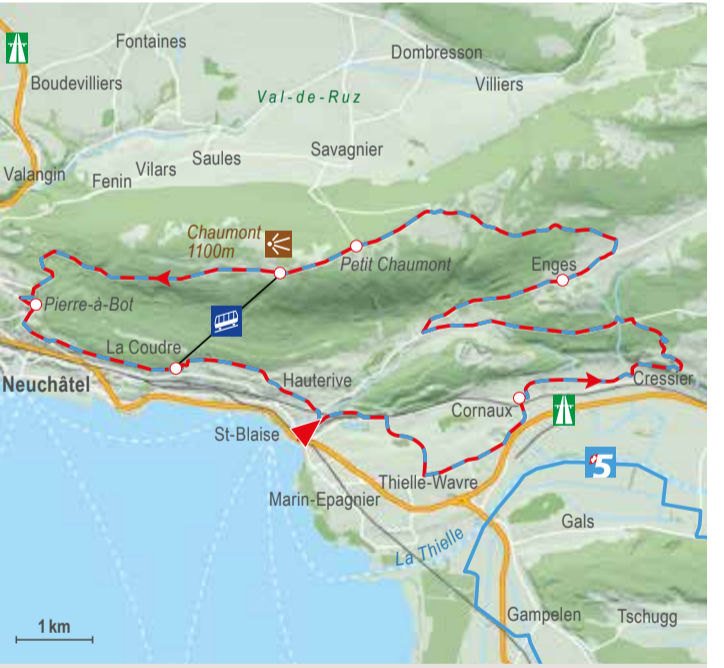 Fontaines
Dombresson
Boudevilliers
Villiers
Val-de-Ruz
Savagnier
Saules
Vilars
Valangin
Fenin
Chaumont
1100m
Petit Chaumont
Enges
Pierre-à-Bot
La Coudre
Neuchâtel
Hauterive
Cressier
Cornaux
St-Blaise
5
Thielle-Wavre
Marin-Epagnier
Gals
La Thielle
Gampelen
Tschugg
1 km